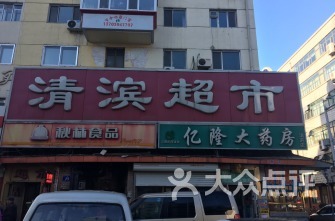 清滨超市
秋林食品
亿隆大药房
大众点评